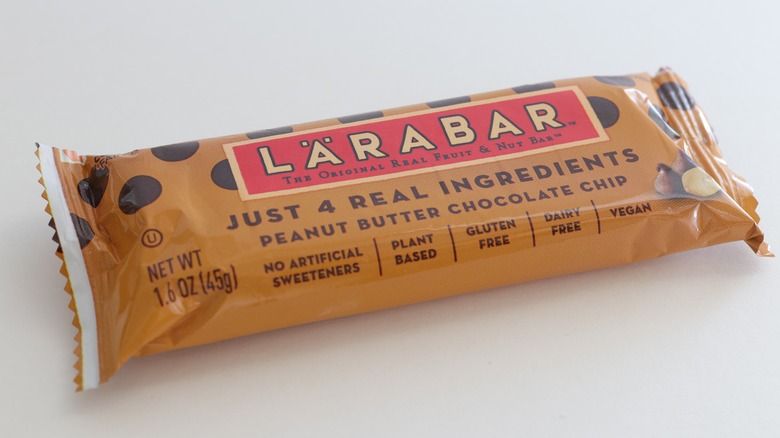 LÄRABAR™
The Original Real Fruit & Nut Bar™
JUST 4 REAL INGREDIENTS
PEANUT BUTTER CHOCOLATE CHIP
U
NET WT
1.6 OZ (45g)
NO ARTIFICIAL
SWEETENERS
PLANT
BASED
GLUTEN
FREE
DAIRY
FREE
VEGAN